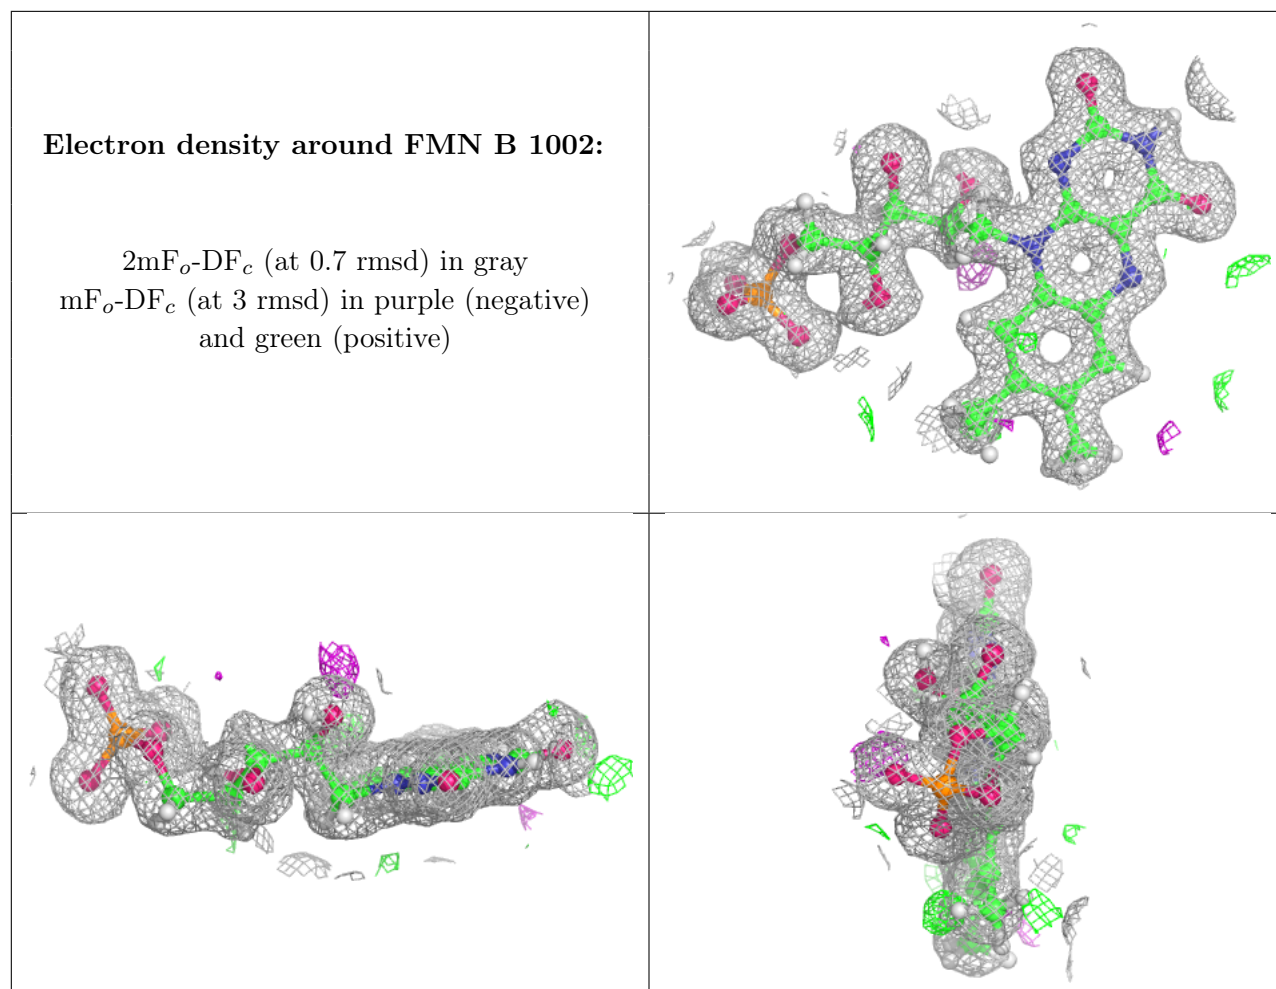 Electron density around FMN B 1002:
2mFo-DFc (at 0.7 rmsd) in gray
mFo-DFc (at 3 rmsd) in purple (negative)
and green (positive)